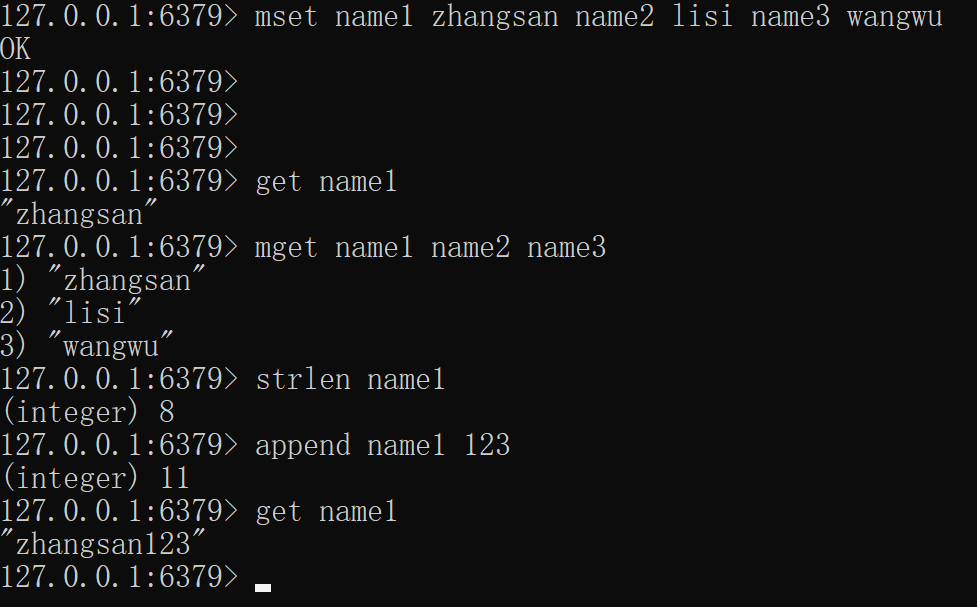 127.0.0.1:6379> mset name1 zhangsan name2 lisi name3 wangwu
OK
127.0.0.1:6379>
127.0.0.1:6379>
127.0.0.1:6379>
127.0.0.1:6379> get name1
"zhangsan"
127.0.0.1:6379> mget name1 name2 name3
1) "zhangsan"
2) "lisi"
3) "wangwu"
127.0.0.1:6379> strlen name1
(integer) 8
127.0.0.1:6379> append name1 123
(integer) 11
127.0.0.1:6379> get name1
"zhangsan123"
127.0.0.1:6379>